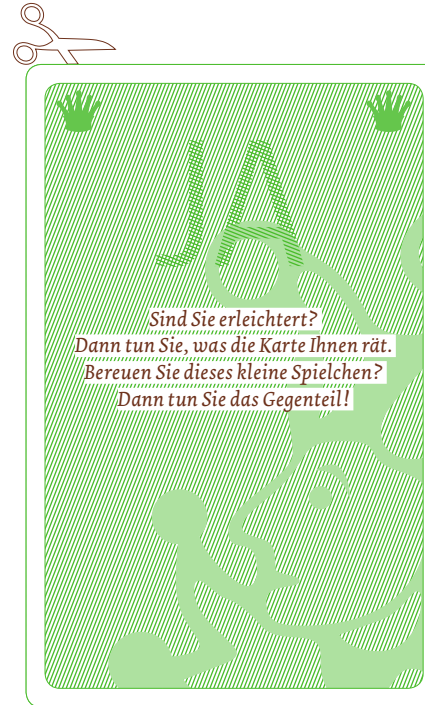 JA
Sind Sie erleichtert?
Dann tun Sie, was die Karte Ihnen rät.
Bereuen Sie dieses kleine Spielchen?
Dann tun Sie das Gegenteil!